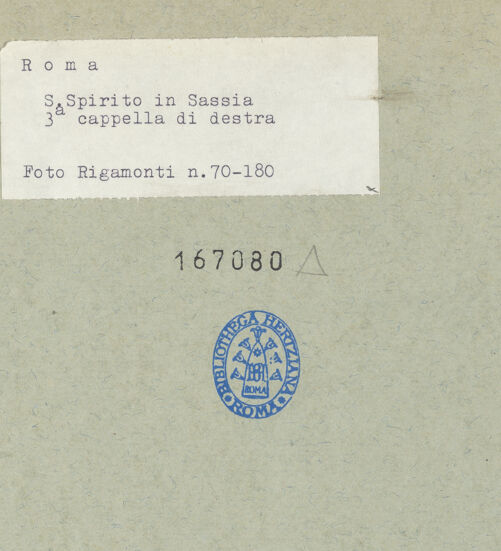 R o m a
S.Spirito in Sassia
3a cappella di destra
Foto Rigamonti n.70-180
167080
BIBLIOTHECA HERTZIANA
ROMA
ROMA